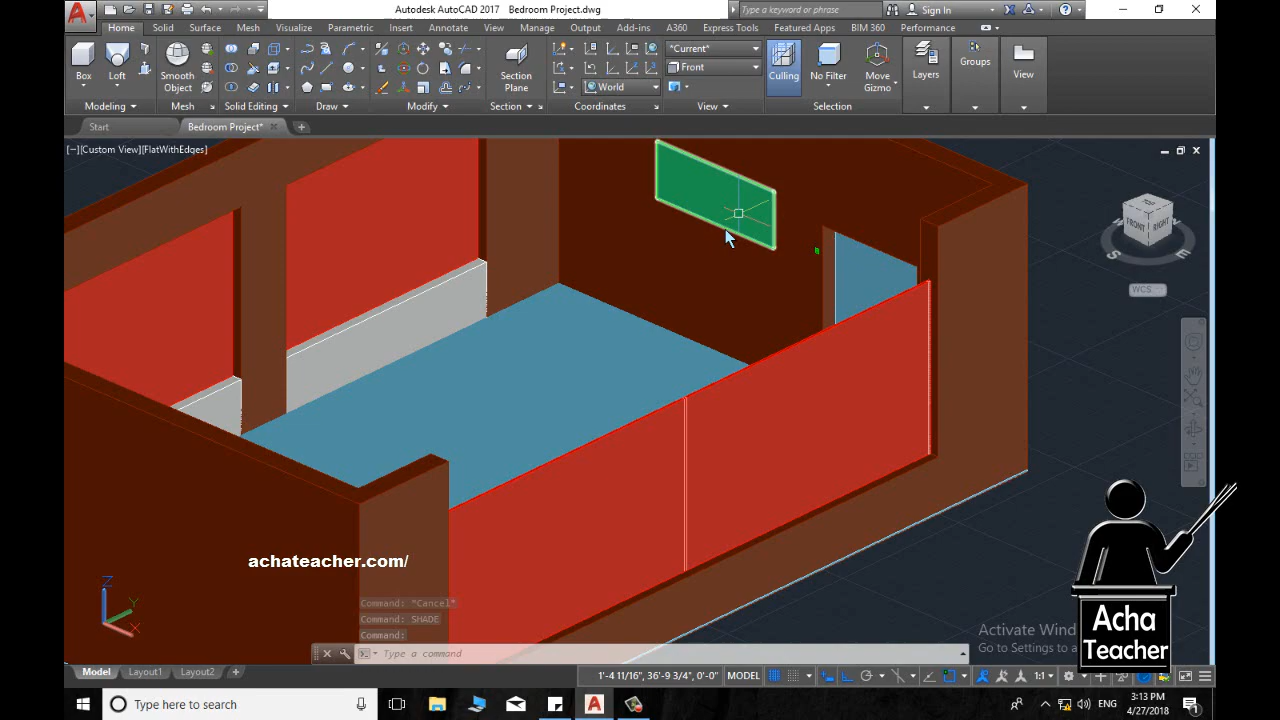 Autodesk AutoCAD 2017 Bedroom Project.dwg
Type a keyword or phrase
Sign In
Home Solid Surface Mesh Visualize Parametric Insert Annotate View Manage Output Add-ins A360 Express Tools Featured Apps BIM 360 Performance
Box
Loft
Smooth Object
Section Plane
*Current*
Front
World
Culling
No Filter
Move Gizmo
Layers
Groups
View
Modeling Mesh Solid Editing Draw Modify Section Coordinates View Selection
Start
Bedroom Project*
[−][Custom View][FlatWithEdges]
FRONT
RIGHT
S
WCS
achateacher.com/
Z
Y
X
Command: *Cancel*
Command: SHADE
Command:
Type a command
Activate Wind
Go to Settings to a
Acha
Teacher
Model Layout1 Layout2 +
1'-4 11/16", 36'-9 3/4", 0'-0" MODEL
1:1
Type here to search
ENG
3:13 PM
4/27/2018